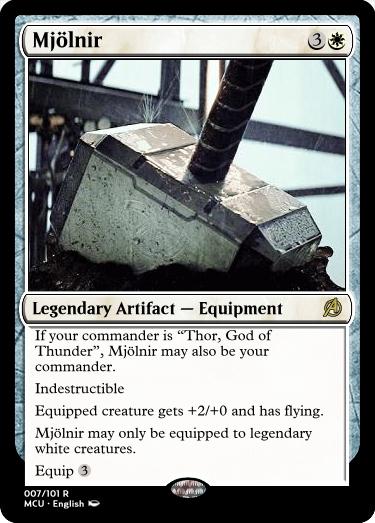 Mjölnir 3
Legendary Artifact — Equipment
If your commander is “Thor, God of
Thunder”, Mjölnir may also be your
commander.
Indestructible
Equipped creature gets +2/+0 and has flying.
Mjölnir may only be equipped to legendary
white creatures.
Equip 3
007/101 R
MCU • English